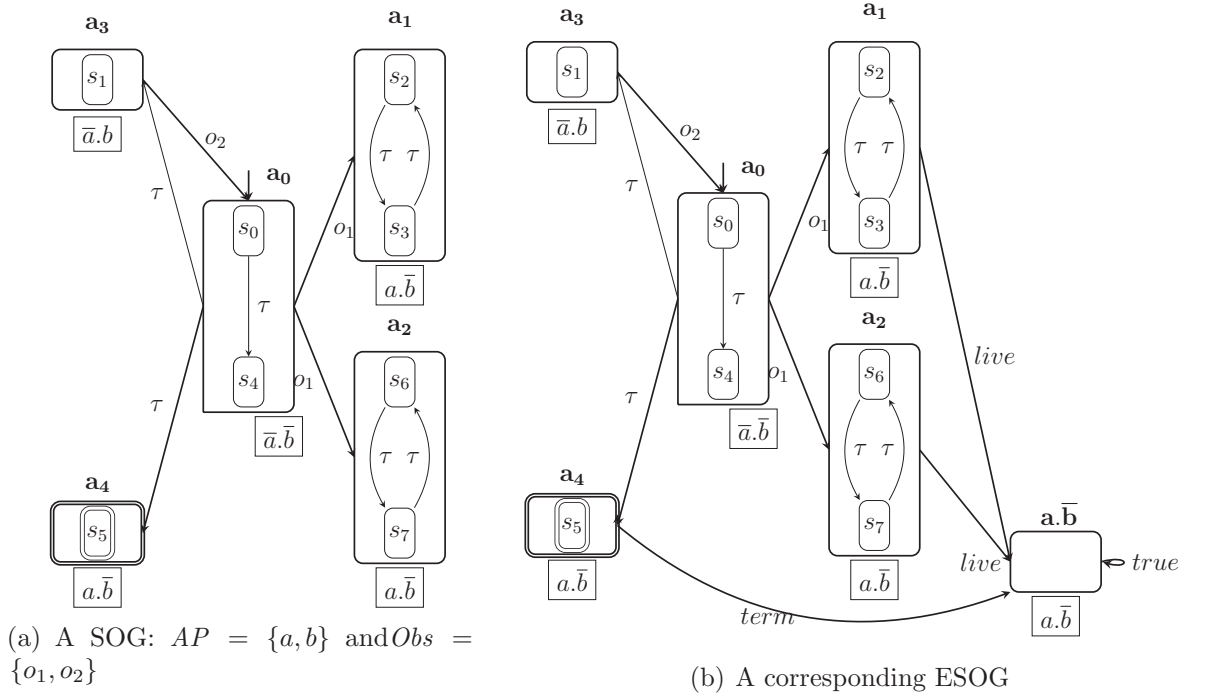 a₃
a₁
s₁
s₂
a̅.b
o₂
τ τ
τ
a₀
s₀
o₁
s₃
a.b̅
τ
a₂
s₄
o₁
s₆
τ
a̅.b̅
τ τ
a₄
s₅
s₇
a.b̅
a.b̅
(a) A SOG: AP = {a, b} andObs =
{o₁, o₂}
a₃
a₁
s₁
s₂
a̅.b
o₂
τ τ
τ
a₀
s₀
o₁
s₃
a.b̅
τ
a₂
live
s₄
o₁
s₆
τ
a̅.b̅
τ τ
a₄
s₅
s₇
a.b̅
live
true
a.b̅
a.b̅
a.b̅
term
(b) A corresponding ESOG